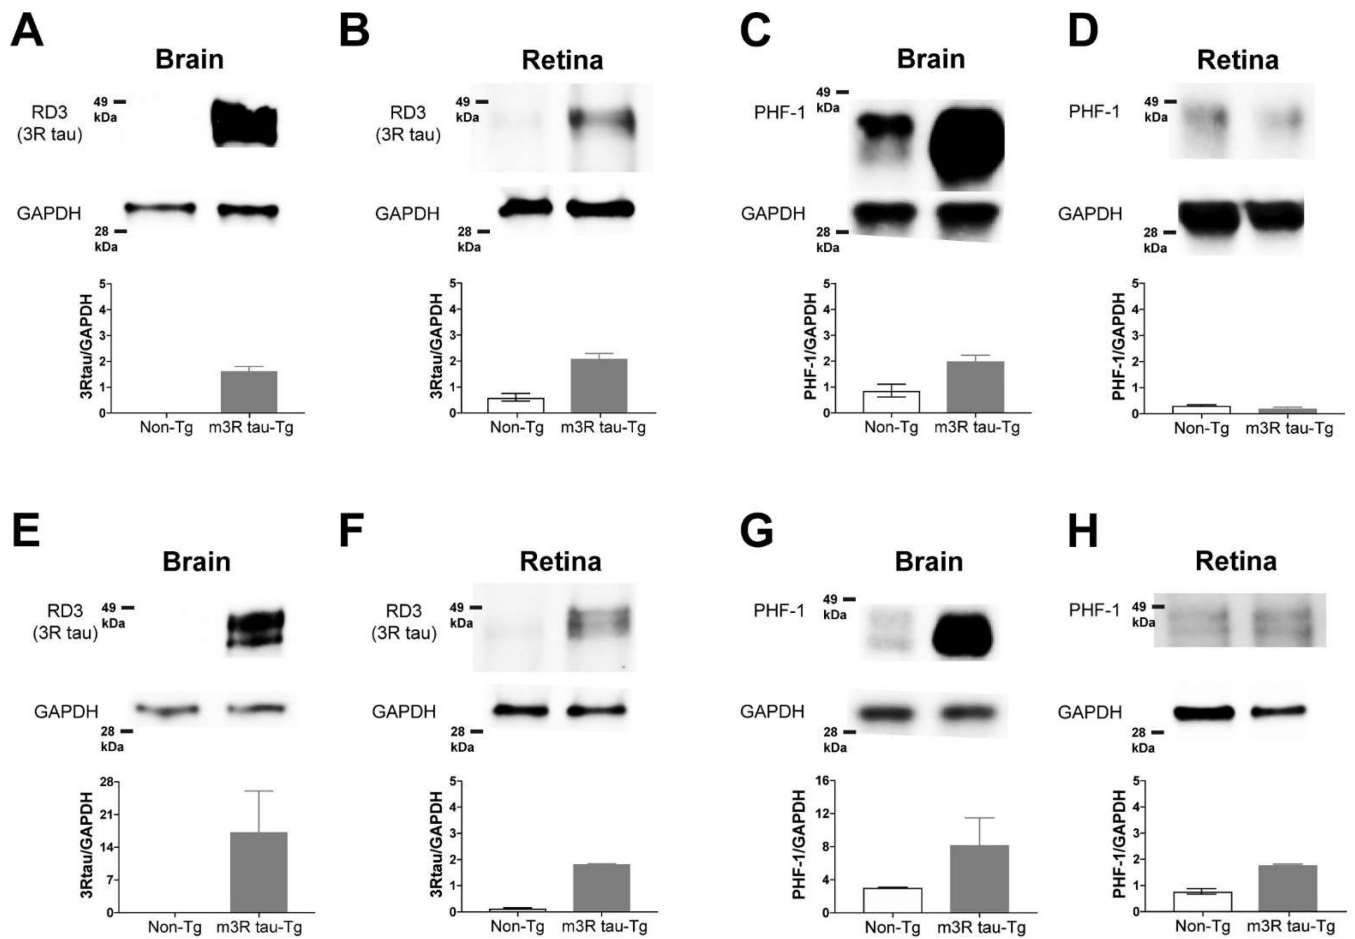 A
Brain
RD3
(3R tau)
49
kDa
GAPDH
28
kDa
3Rtau/GAPDH
5
4
3
2
1
0
Non-Tg m3R tau-Tg
B
Retina
RD3
(3R tau)
49
kDa
GAPDH
28
kDa
3Rtau/GAPDH
5
4
3
2
1
0
Non-Tg m3R tau-Tg
C
Brain
PHF-1
49
kDa
GAPDH
28
kDa
PHF-1/GAPDH
5
4
3
2
1
0
Non-Tg m3R tau-Tg
D
Retina
PHF-1
49
kDa
GAPDH
28
kDa
PHF-1/GAPDH
5
4
3
2
1
0
Non-Tg m3R tau-Tg
E
Brain
RD3
(3R tau)
49
kDa
GAPDH
28
kDa
3Rtau/GAPDH
28
21
14
7
0
Non-Tg m3R tau-Tg
F
Retina
RD3
(3R tau)
49
kDa
GAPDH
28
kDa
3Rtau/GAPDH
5
4
3
2
1
0
Non-Tg m3R tau-Tg
G
Brain
PHF-1
49
kDa
GAPDH
28
kDa
PHF-1/GAPDH
16
12
8
4
0
Non-Tg m3R tau-Tg
H
Retina
PHF-1
49
kDa
GAPDH
28
kDa
PHF-1/GAPDH
5
4
3
2
1
0
Non-Tg m3R tau-Tg